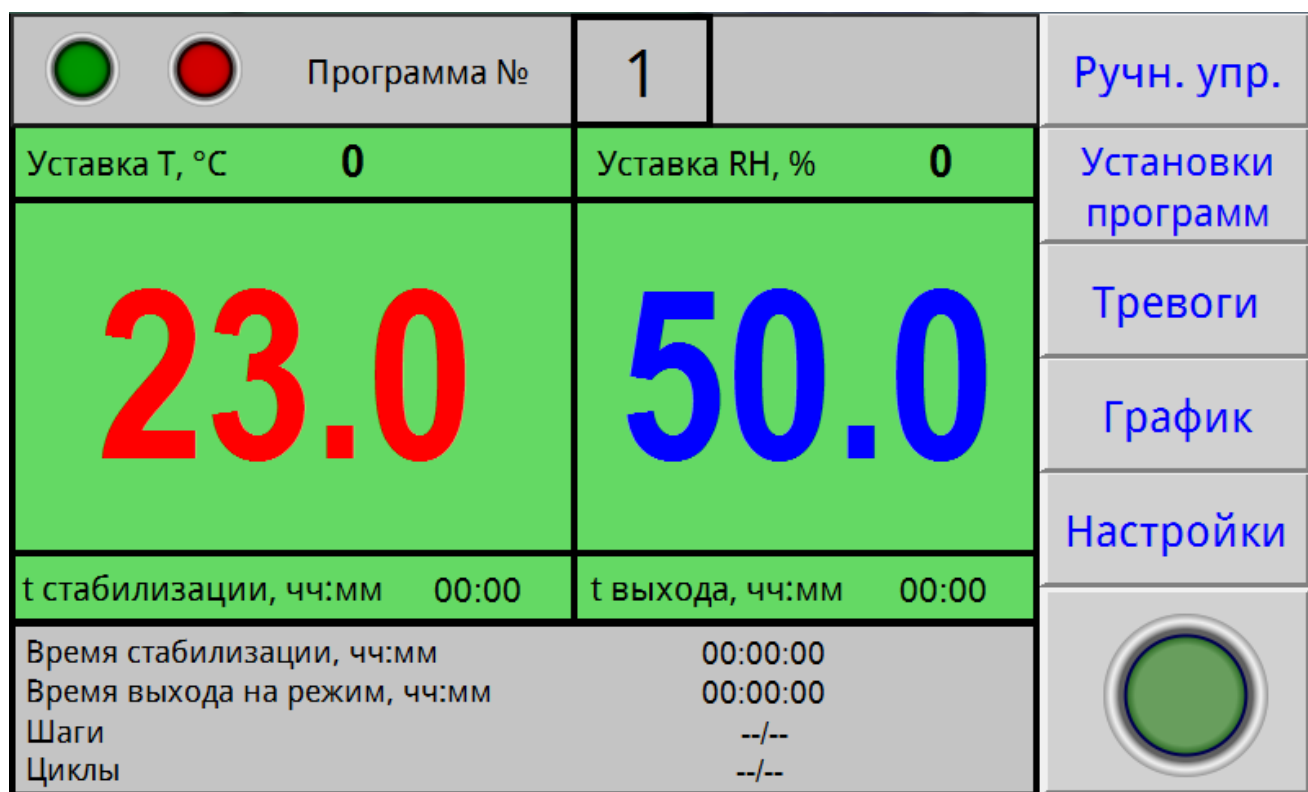 Программа № 1
Ручн. упр.
Уставка T, °C 0
Уставка RH, % 0
Установки
программ
23.0
50.0
Тревоги
График
Настройки
t стабилизации, чч:мм 00:00
t выхода, чч:мм 00:00
Время стабилизации, чч:мм 00:00:00
Время выхода на режим, чч:мм 00:00:00
Шаги --/--
Циклы --/--